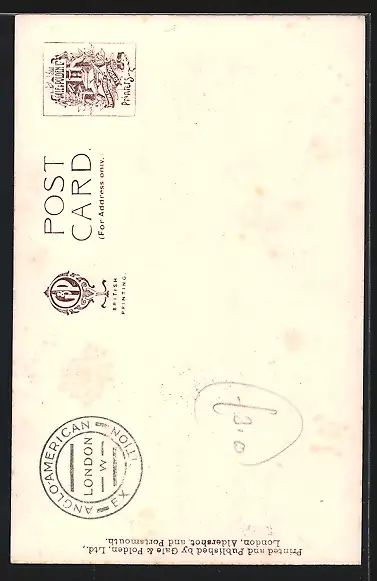 POST
CARD.
(For Address only.)
BRITISH
PRINTING.
ANGLO-AMERICAN
EX
LONDON
W
Printed and Published by Gale & Polden, Ltd.,
London, Aldershot, and Portsmouth.